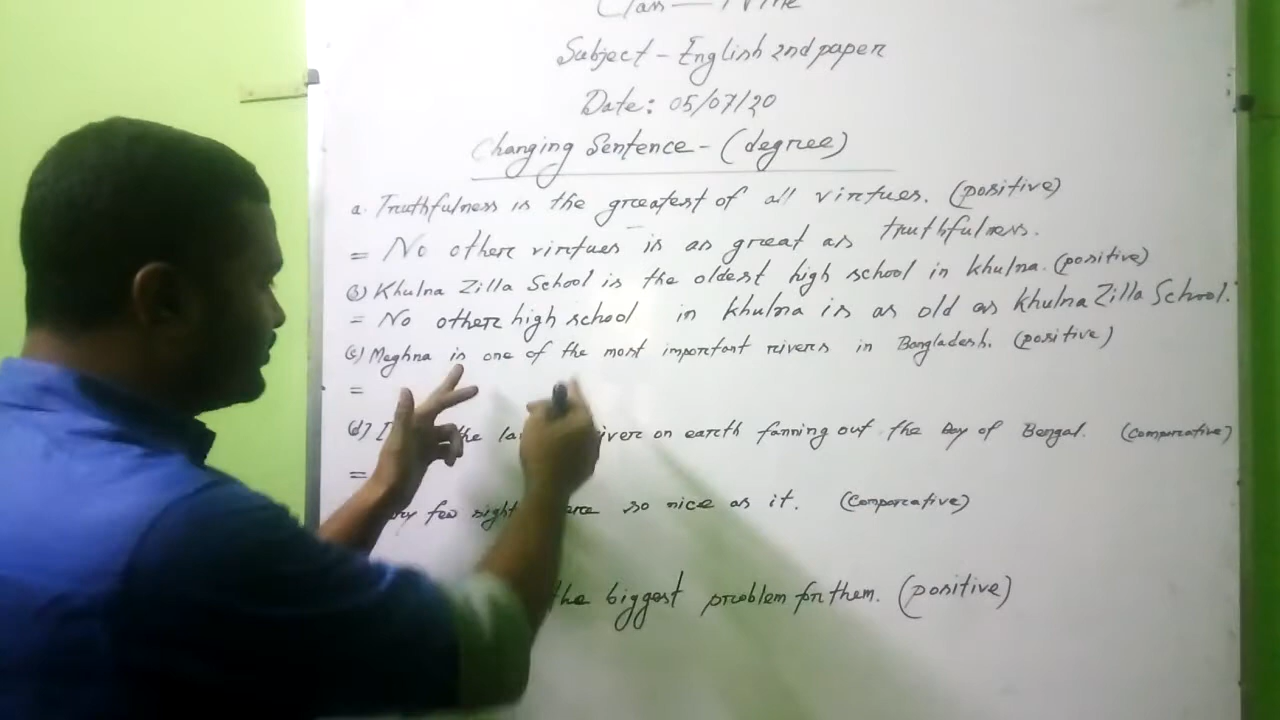 Class - Nine
Subject - English 2nd paper
Date: 05/07/20
Changing Sentence - (degree)
a. Truthfulness is the greatest of all virtues. (positive)
= No other virtues is as great as truthfulness.
(b) Khulna Zilla School is the oldest high school in khulna. (positive)
= No other high school in khulna is as old as khulna Zilla School.
(c) Meghna is one of the most important rivers in Bangladesh. (positive)
=
(d) the river on earth fanning out the Bay of Bengal. (Comparative)
=
few sight are so nice as it. (Comparative)
the biggest problem for them. (positive)